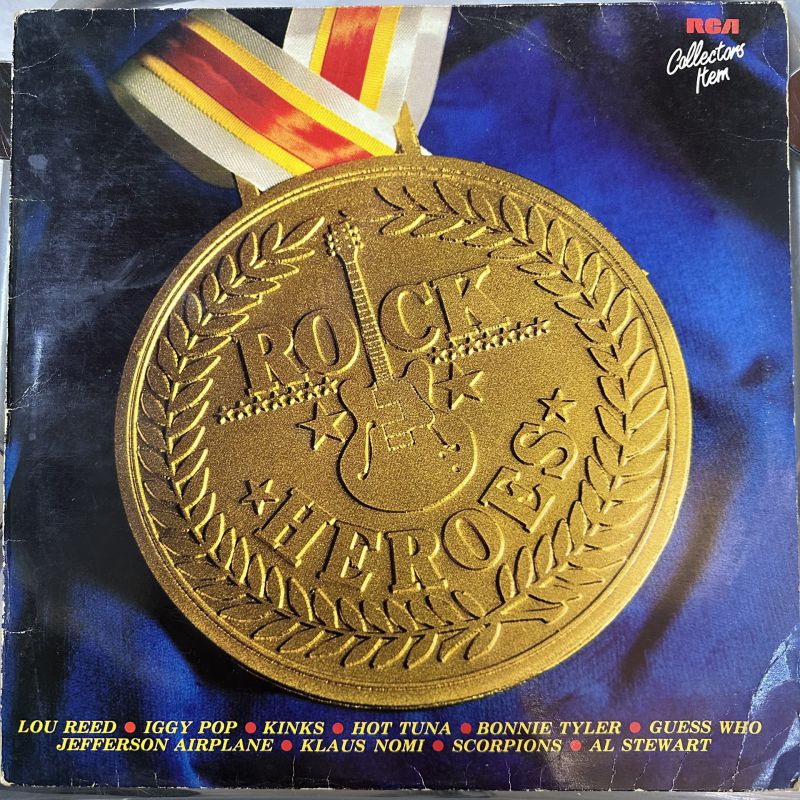 RCA
Collectors
Item
ROCK
HEROES
LOU REED • IGGY POP • KINKS • HOT TUNA • BONNIE TYLER • GUESS WHO
JEFFERSON AIRPLANE • KLAUS NOMI • SCORPIONS • AL STEWART